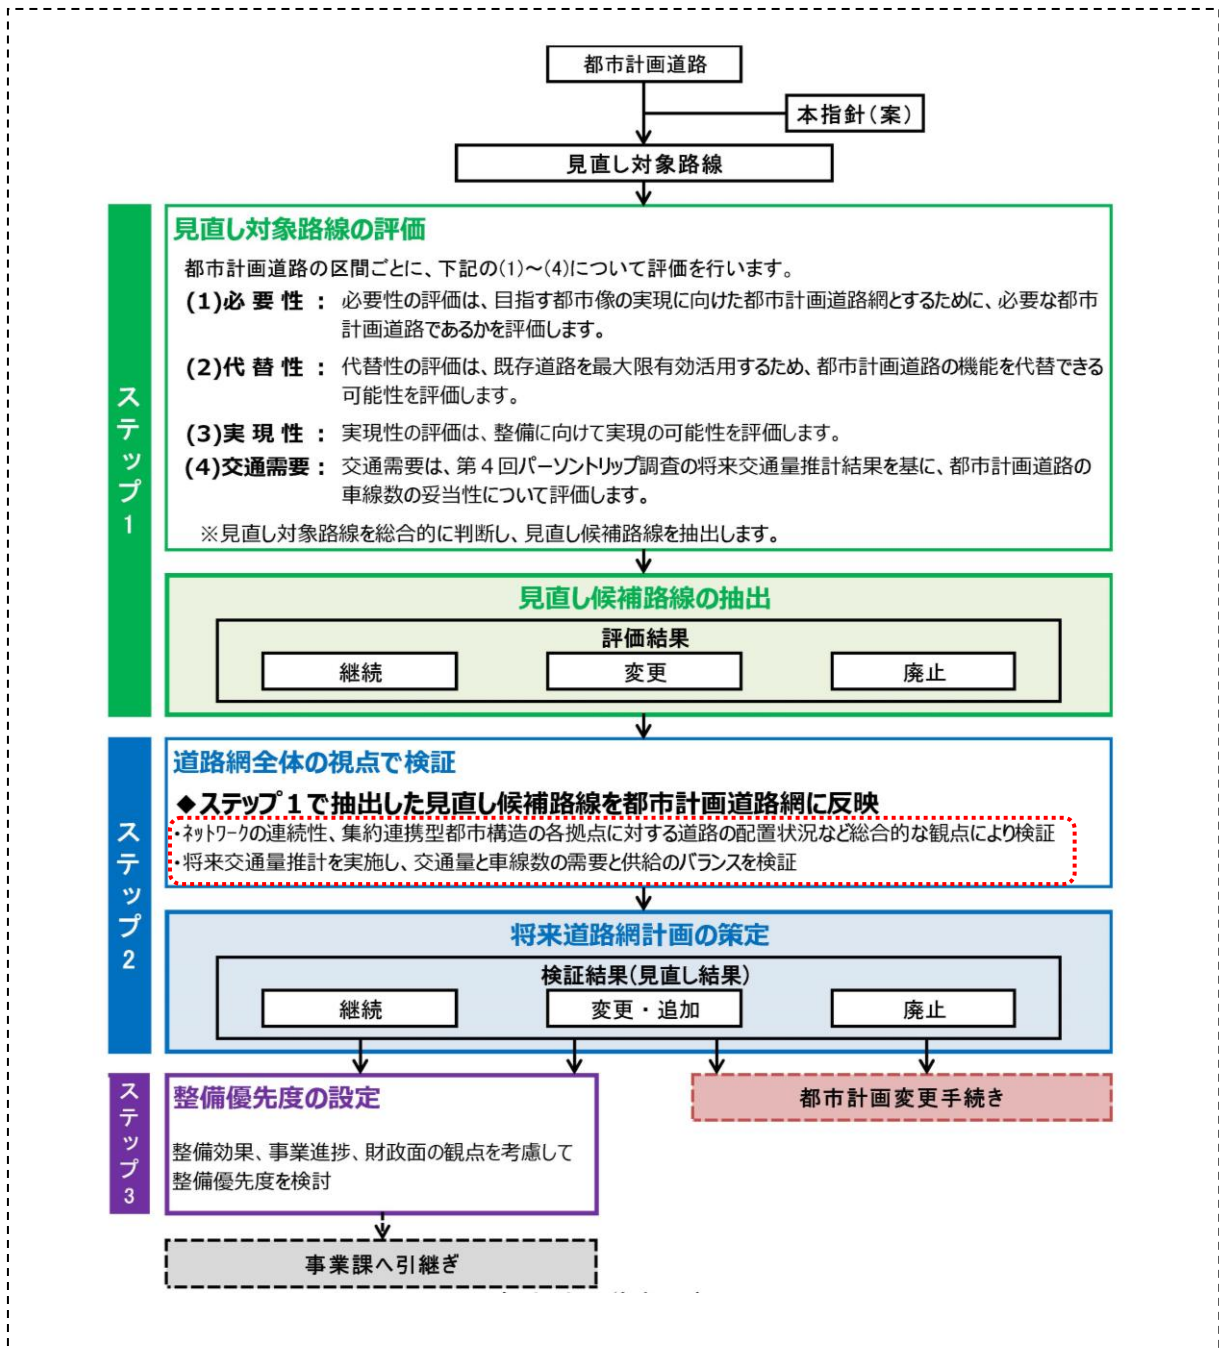 都市計画道路
本指針（案）
見直し対象路線
ステップ1
見直し対象路線の評価
都市計画道路の区間ごとに、下記の(1)～(4)について評価を行います。
(1)必 要 性 ： 必要性の評価は、目指す都市像の実現に向けた都市計画道路網とするために、必要な都市
計画道路であるかを評価します。
(2)代 替 性 ： 代替性の評価は、既存道路を最大限有効活用するため、都市計画道路の機能を代替できる
可能性を評価します。
(3)実 現 性 ： 実現性の評価は、整備に向けて実現の可能性を評価します。
(4)交通需要： 交通需要は、第４回パーソントリップ調査の将来交通量推計結果を基に、都市計画道路の
車線数の妥当性について評価します。
※見直し対象路線を総合的に判断し、見直し候補路線を抽出します。
見直し候補路線の抽出
評価結果
継続
変更
廃止
ステップ2
道路網全体の視点で検証
◆ステップ１で抽出した見直し候補路線を都市計画道路網に反映
・ネットワークの連続性、集約連携型都市構造の各拠点に対する道路の配置状況など総合的な観点により検証
・将来交通量推計を実施し、交通量と車線数の需要と供給のバランスを検証
将来道路網計画の策定
検証結果（見直し結果）
継続
変更・追加
廃止
ステップ3
整備優先度の設定
整備効果、事業進捗、財政面の観点を考慮して
整備優先度を検討
都市計画変更手続き
事業課へ引継ぎ